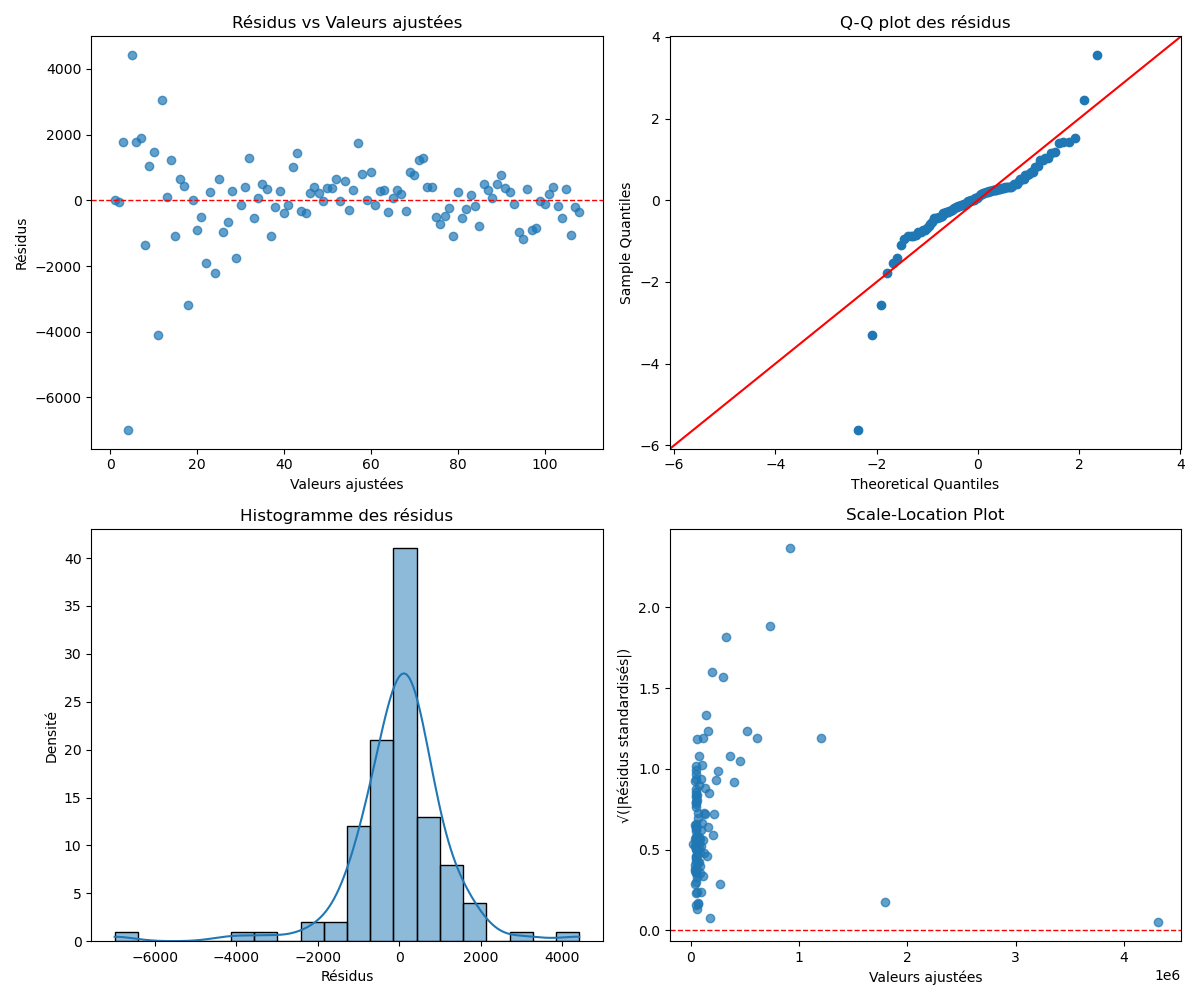 Résidus vs Valeurs ajustées
4000
2000
0
−2000
−4000
−6000
Résidus
0 20 40 60 80 100
Valeurs ajustées
Q-Q plot des résidus
4
2
0
−2
−4
−6
Sample Quantiles
−6 −4 −2 0 2 4
Theoretical Quantiles
Histogramme des résidus
40
35
30
25
20
15
10
5
0
Densité
−6000 −4000 −2000 0 2000 4000
Résidus
Scale-Location Plot
2.0
1.5
1.0
0.5
0.0
√(|Résidus standardisés|)
0 1 2 3 4
1e6
Valeurs ajustées